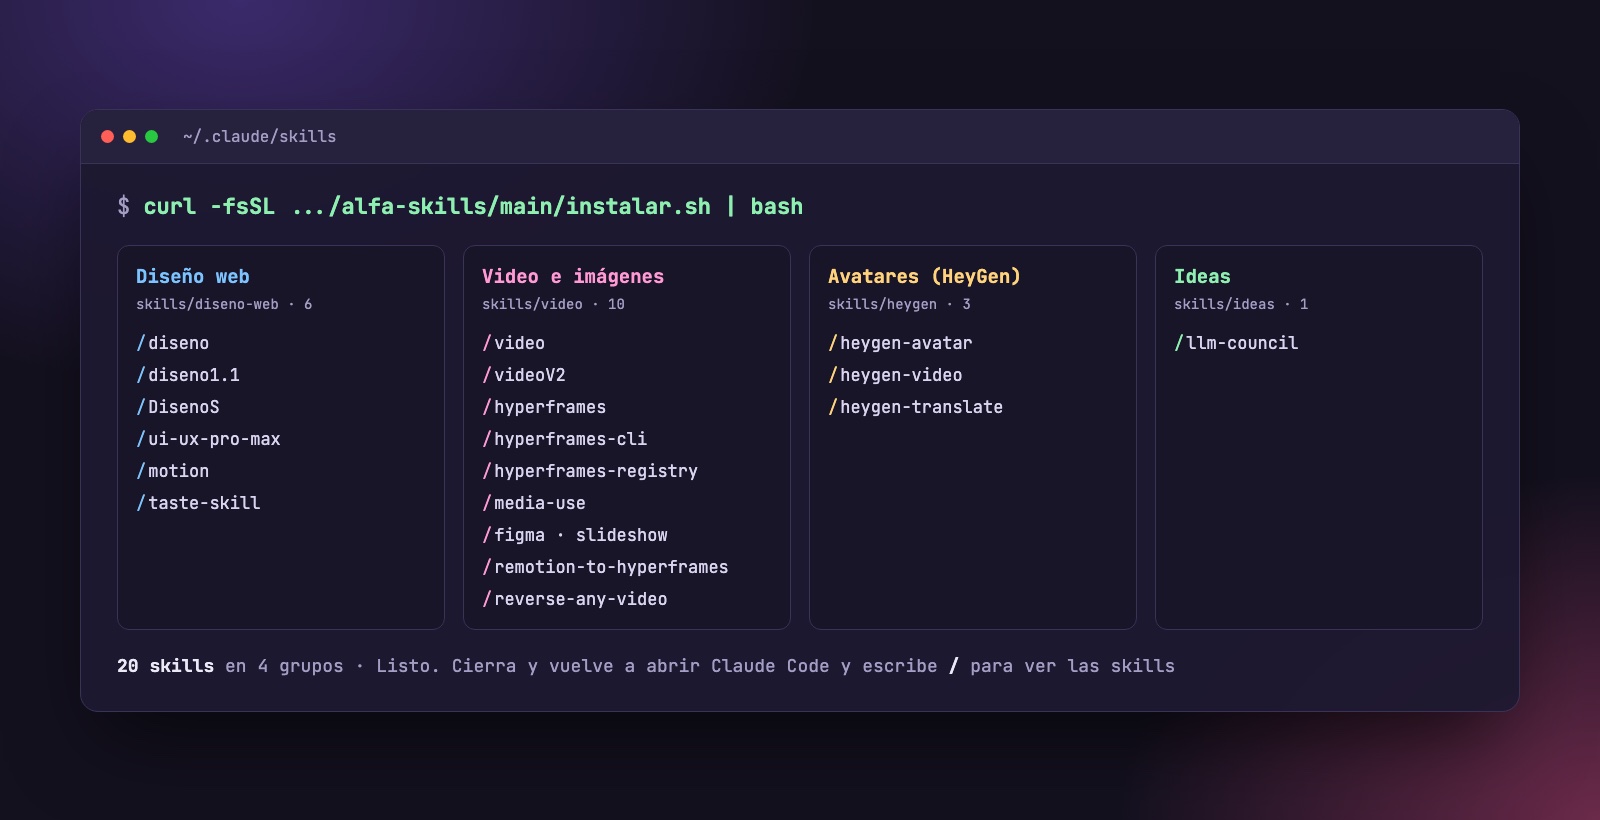 ~/.claude/skills
$ curl -fsSL .../alfa-skills/main/instalar.sh | bash
Diseño web
skills/diseno-web · 6
/diseno
/diseno1.1
/DisenoS
/ui-ux-pro-max
/motion
/taste-skill
Video e imágenes
skills/video · 10
/video
/videoV2
/hyperframes
/hyperframes-cli
/hyperframes-registry
/media-use
/figma · slideshow
/remotion-to-hyperframes
/reverse-any-video
Avatares (HeyGen)
skills/heygen · 3
/heygen-avatar
/heygen-video
/heygen-translate
Ideas
skills/ideas · 1
/llm-council
20 skills en 4 grupos · Listo. Cierra y vuelve a abrir Claude Code y escribe / para ver las skills